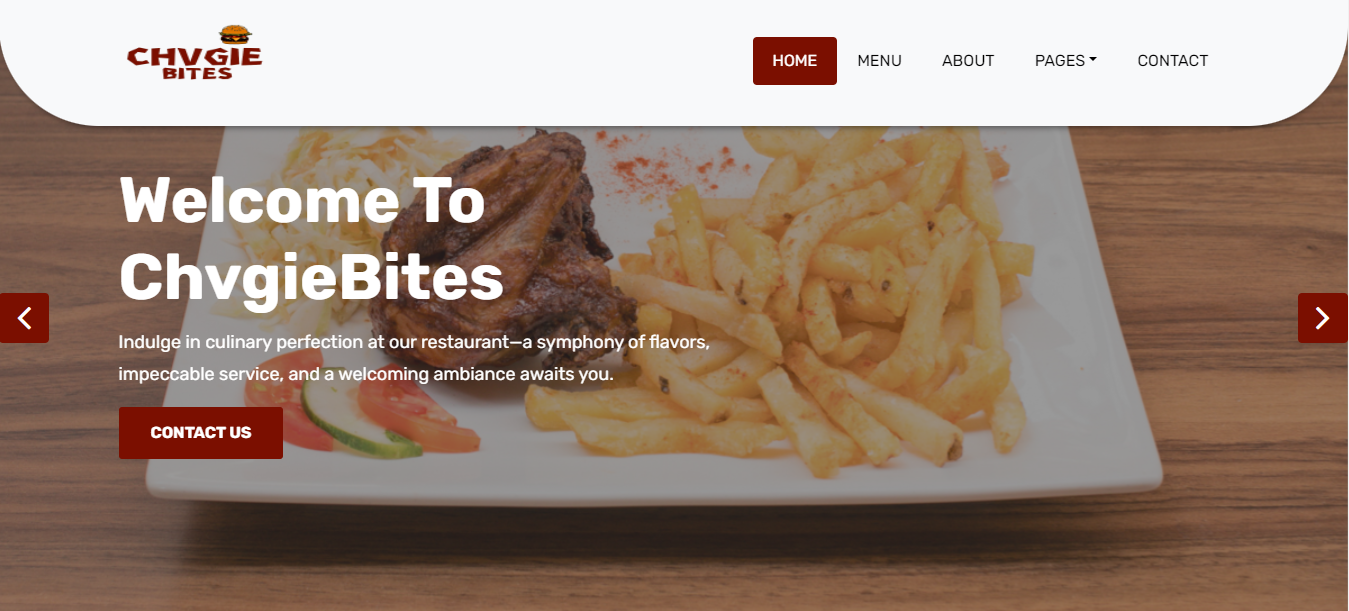 CHVGIE
BITES
HOME MENU ABOUT PAGES CONTACT
Welcome To
ChvgieBites
Indulge in culinary perfection at our restaurant—a symphony of flavors,
impeccable service, and a welcoming ambiance awaits you.
CONTACT US